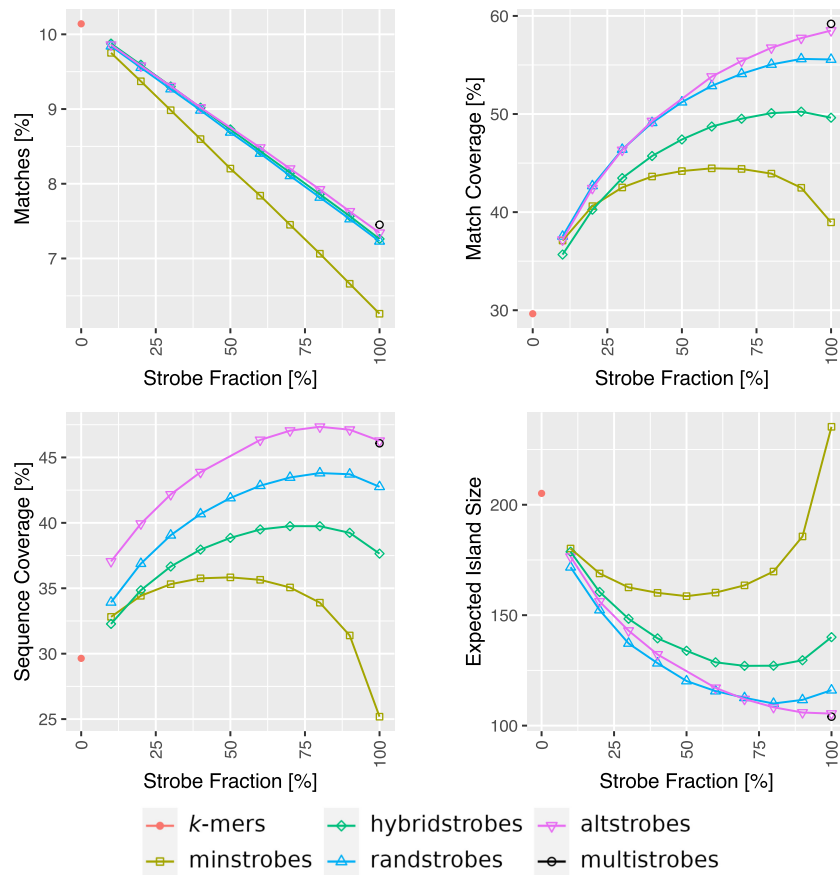 10
9
8
7
Matches [%]
0
25
50
75
100
Strobe Fraction [%]
60
50
40
30
Match Coverage [%]
0
25
50
75
100
Strobe Fraction [%]
45
40
35
30
25
Sequence Coverage [%]
0
25
50
75
100
Strobe Fraction [%]
200
150
100
Expected Island Size
0
25
50
75
100
Strobe Fraction [%]
k-mers
hybridstrobes
altstrobes
minstrobes
randstrobes
multistrobes